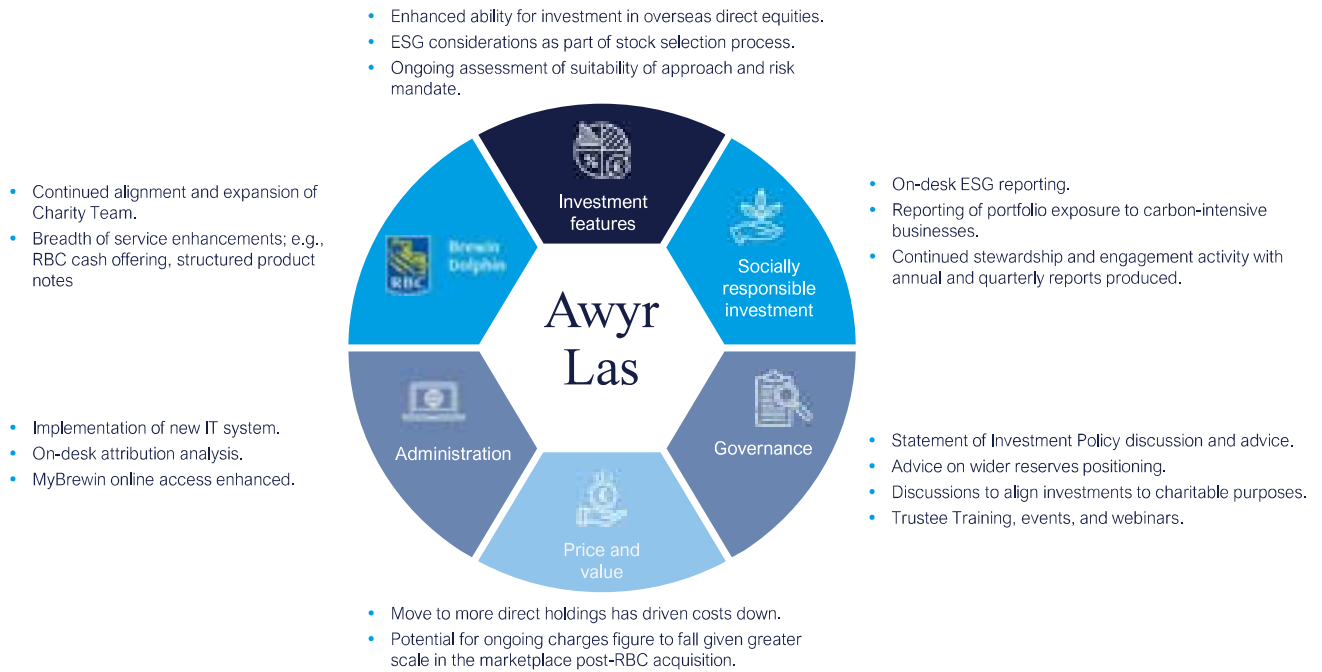 • Enhanced ability for investment in overseas direct equities.
• ESG considerations as part of stock selection process.
• Ongoing assessment of suitability of approach and risk
mandate.
Investment
features
• Continued alignment and expansion of
Charity Team.
• Breadth of service enhancements; e.g.,
RBC cash offering, structured product
notes
RBC
Brewin
Dolphin
Socially
responsible
investment
• On-desk ESG reporting.
• Reporting of portfolio exposure to carbon-intensive
businesses.
• Continued stewardship and engagement activity with
annual and quarterly reports produced.
Awyr
Las
Administration
• Implementation of new IT system.
• On-desk attribution analysis.
• MyBrewin online access enhanced.
Governance
• Statement of Investment Policy discussion and advice.
• Advice on wider reserves positioning.
• Discussions to align investments to charitable purposes.
• Trustee Training, events, and webinars.
Price and
value
• Move to more direct holdings has driven costs down.
• Potential for ongoing charges figure to fall given greater
scale in the marketplace post-RBC acquisition.